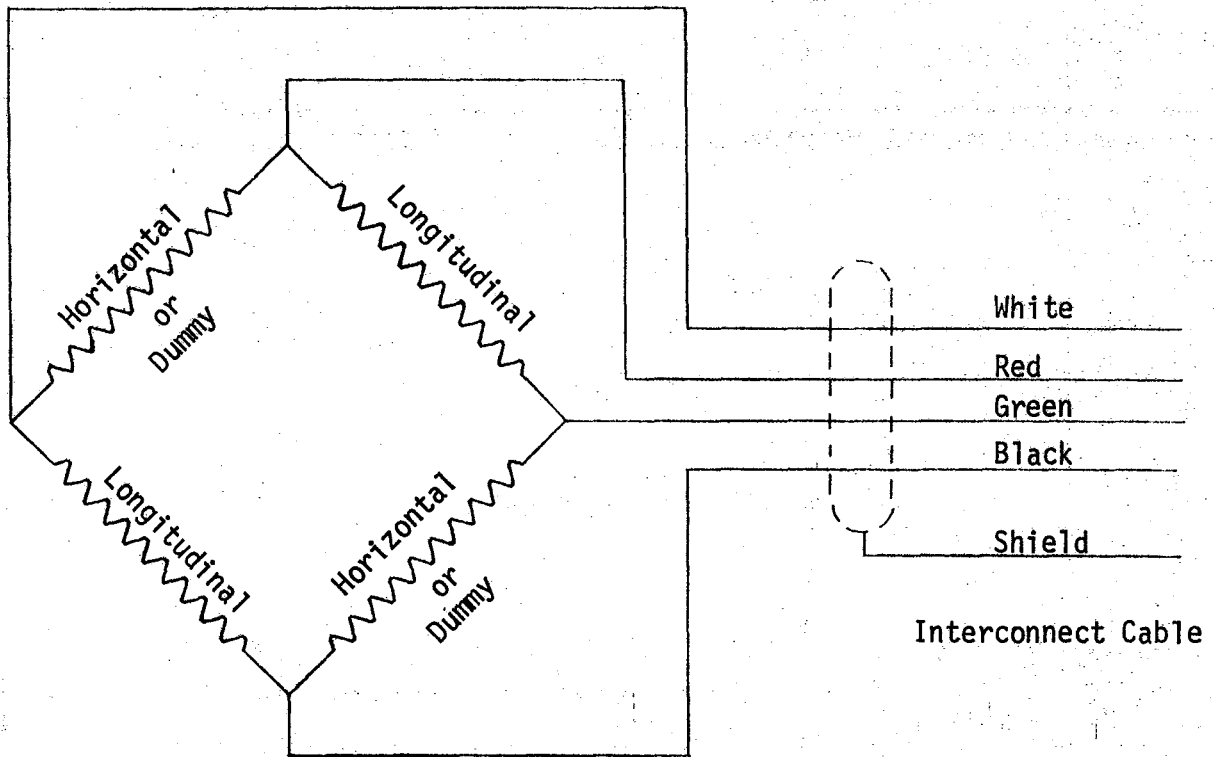 Horizontal
or
Dummy
Longitudinal
Longitudinal
Horizontal
or
Dummy
White
Red
Green
Black
Shield
Interconnect Cable